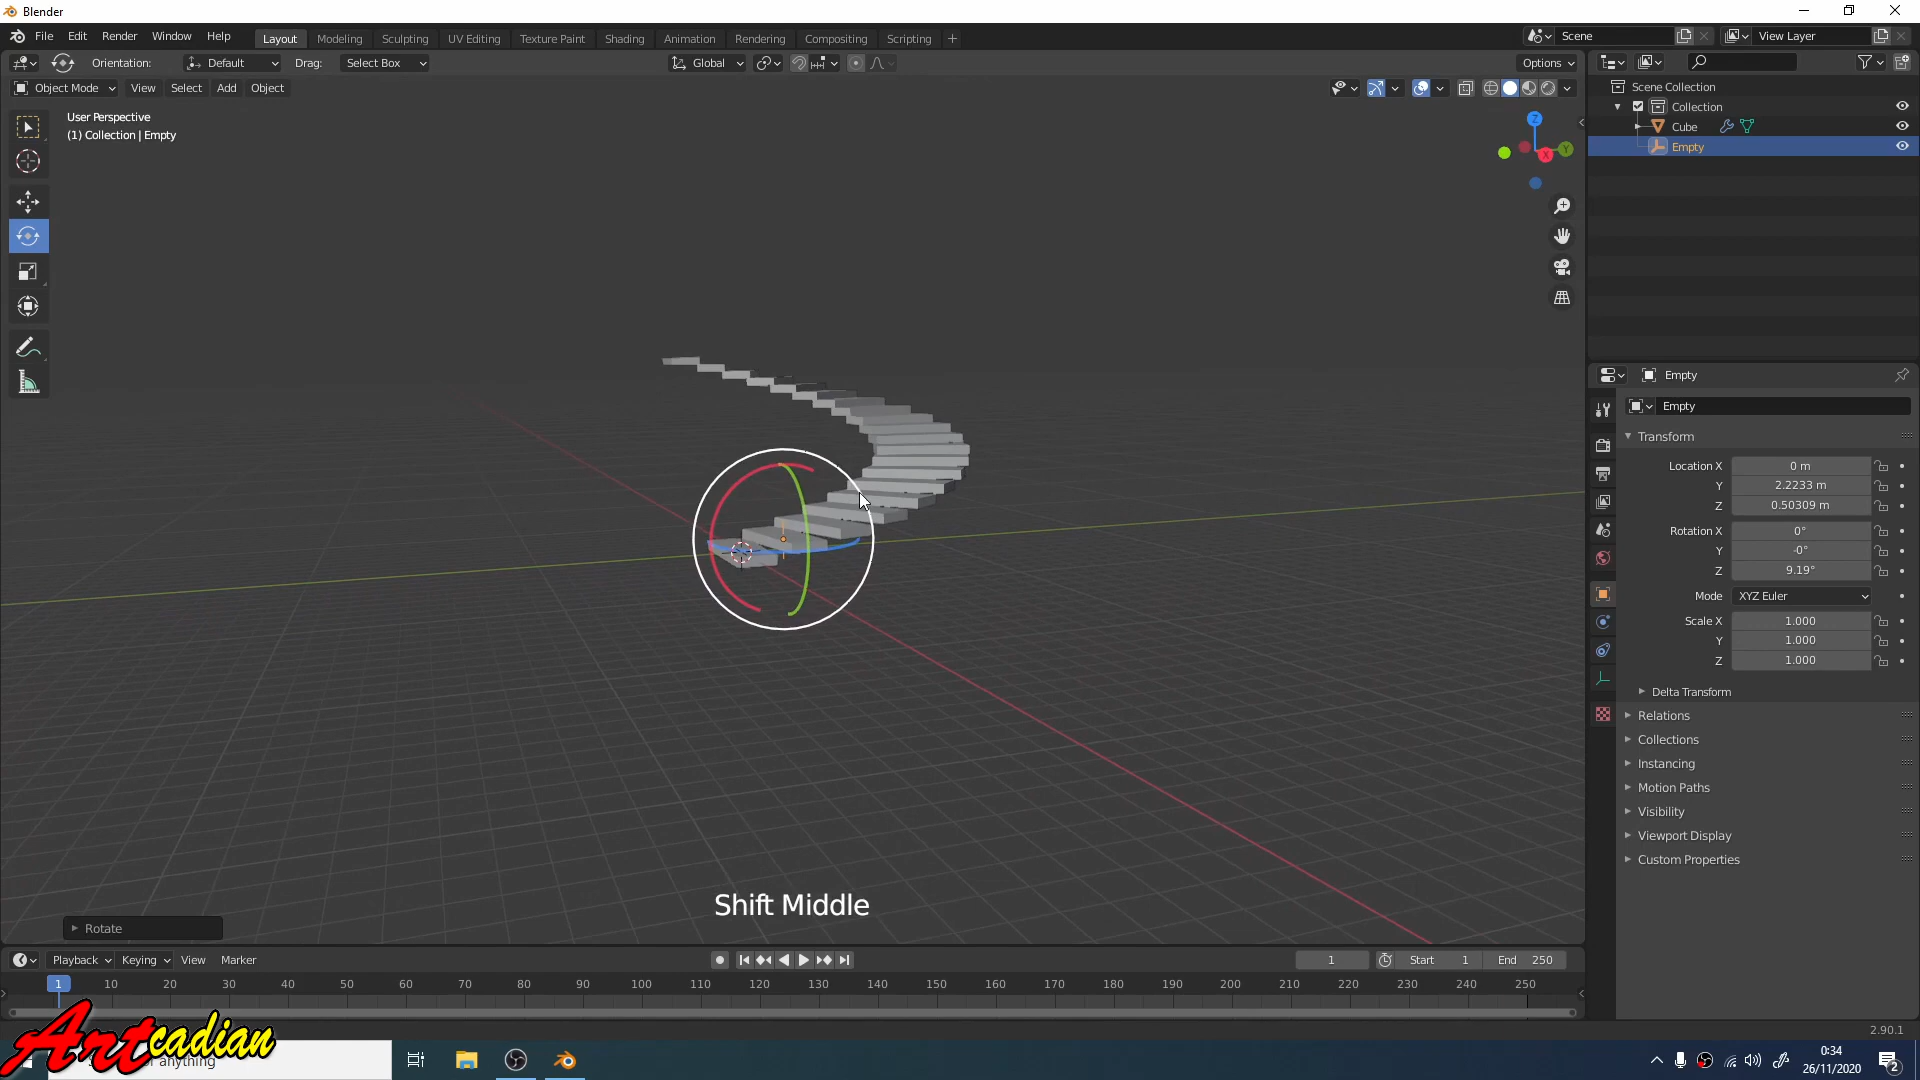 Blender
File Edit Render Window Help
Layout Modeling Sculpting UV Editing Texture Paint Shading Animation Rendering Compositing Scripting +
Scene View Layer
Orientation: Default Drag: Select Box Global Options
Object Mode View Select Add Object
User Perspective
(1) Collection | Empty
Z
Y
X
Scene Collection
Collection
Cube
Empty
Empty
Empty
Transform
Location X 0 m
Y 2.2233 m
Z 0.50309 m
Rotation X 0°
Y -0°
Z 9.19°
Mode XYZ Euler
Scale X 1.000
Y 1.000
Z 1.000
Delta Transform
Relations
Collections
Instancing
Motion Paths
Visibility
Viewport Display
Custom Properties
Shift Middle
Rotate
Playback Keying View Marker
1 Start 1 End 250
1 10 20 30 40 50 60 70 80 90 100 110 120 130 140 150 160 170 180 190 200 210 220 230 240 250
2.90.1
Artcadian
anything
0:34
26/11/2020
2